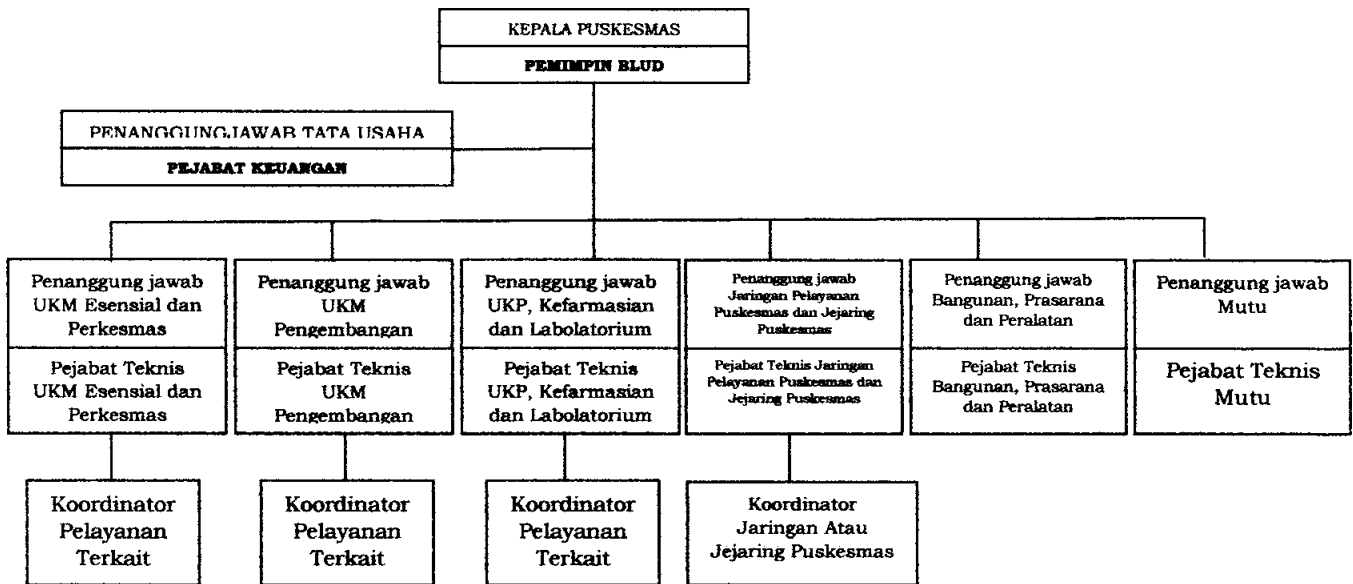 KEPALA PUSKESMAS
PEMIMPIN BLUD
PENANGGUNGJAWAB TATA USAHA
PEJABAT KEUANGAN
Penanggung jawab
UKM Esensial dan
Perkesmas
Pejabat Teknis
UKM Esensial dan
Perkesmas
Penanggung jawab
UKM
Pengembangan
Pejabat Teknis
UKM
Pengembangan
Penanggung jawab
UKP, Kefarmasian
dan Labolatorium
Pejabat Teknis
UKP, Kefarmasian
dan Labolatorium
Penanggung jawab
Jaringan Pelayanan
Puskesmas dan Jejaring
Puskesmas
Pejabat Teknis Jaringan
Pelayanan Puskesmas dan
Jejaring Puskesmas
Penanggung jawab
Bangunan, Prasarana
dan Peralatan
Pejabat Teknis
Bangunan, Prasarana
dan Peralatan
Penanggung jawab
Mutu
Pejabat Teknis
Mutu
Koordinator
Pelayanan
Terkait
Koordinator
Pelayanan
Terkait
Koordinator
Pelayanan
Terkait
Koordinator
Jaringan Atau
Jejaring Puskesmas